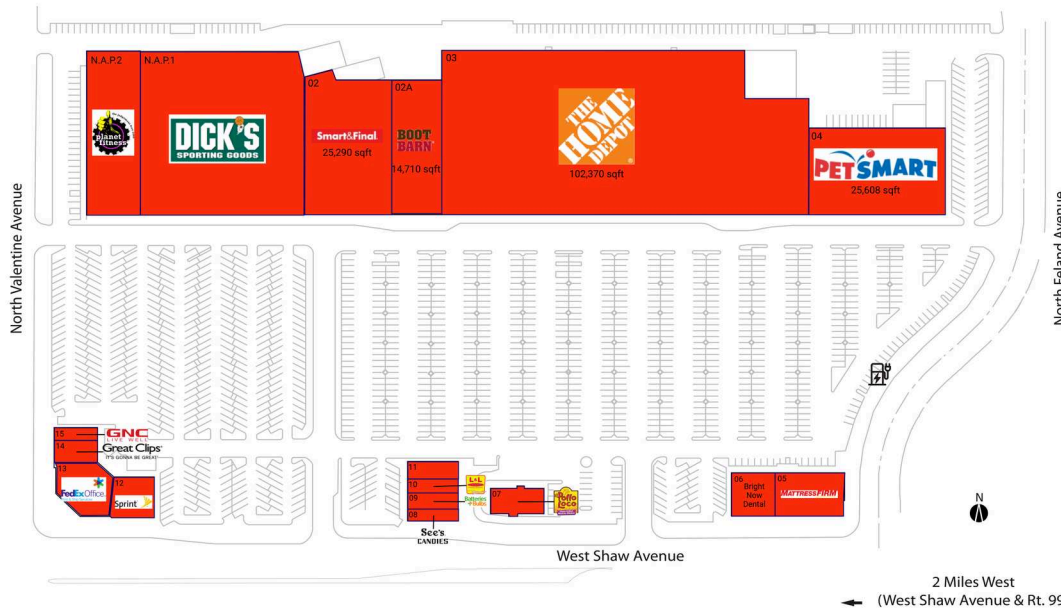 N.A.P.2
N.A.P.1
03
02
02A
04
planet
fitness
DICK'S
SPORTING GOODS
Smart&Final.
25,290 sqft
BOOT
BARN
14,710 sqft
THE
HOME
DEPOT
102,370 sqft
PETSMART
25,608 sqft
North Valentine Avenue
North Feland Avenue
15
GNC
LIVE WELL
14
Great Clips
IT'S GONNA BE GREAT
13
FedEx Office
12
Sprint
11
10
L&L
09
Batteries
+Bulbs
08
See's
CANDIES
07
el Pollo
Loco
06
Bright
Now
Dental
05
MATTRESSFIRM
N
West Shaw Avenue
2 Miles West
(West Shaw Avenue & Rt. 99